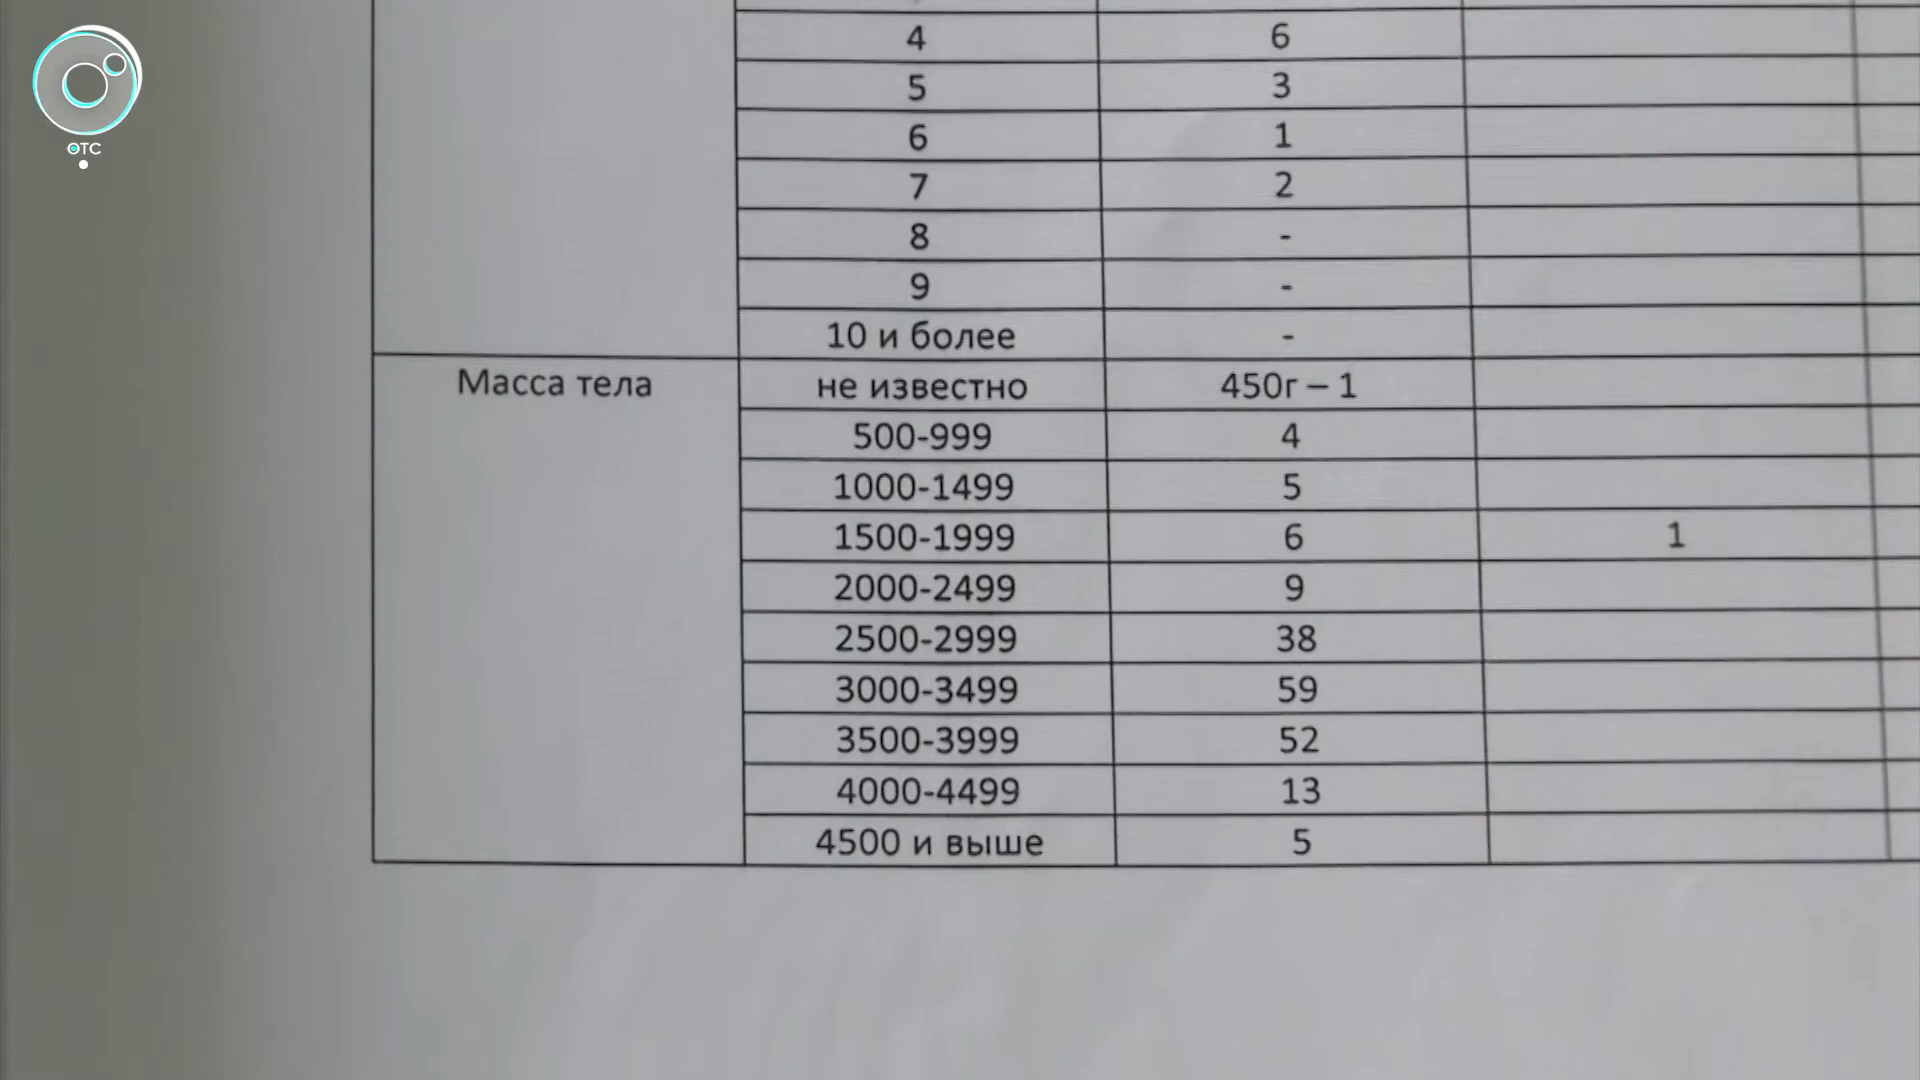 ОТС
4 6
5 3
6 1
7 2
8 -
9 -
10 и более -
Масса тела не известно 450г – 1
500-999 4
1000-1499 5
1500-1999 6 1
2000-2499 9
2500-2999 38
3000-3499 59
3500-3999 52
4000-4499 13
4500 и выше 5